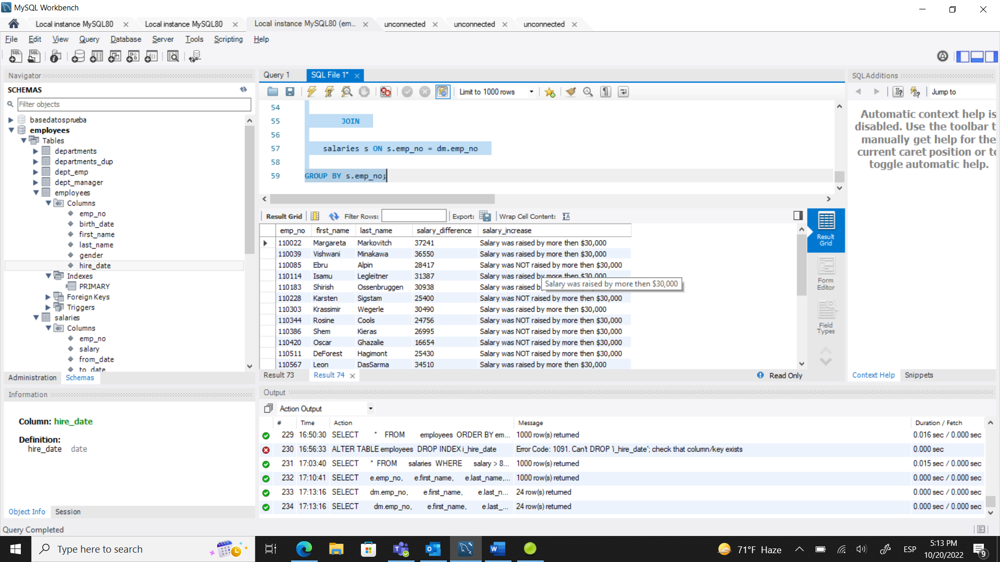 MySQL Workbench
Local instance MySQL80
Local instance MySQL80
Local instance MySQL80 (em...
unconnected
unconnected
unconnected
File Edit View Query Database Server Tools Scripting Help
Navigator
SCHEMAS
Filter objects
basedatosprueba
employees
Tables
departments
departments_dup
dept_emp
dept_manager
employees
Columns
emp_no
birth_date
first_name
last_name
gender
hire_date
Indexes
PRIMARY
Foreign Keys
Triggers
salaries
Columns
emp_no
salary
from_date
to_date
Administration Schemas
Information
Column: hire_date
Definition:
hire_date date
Object Info Session
Query Completed
Query 1
SQL File 1*
Limit to 1000 rows
54
55 JOIN
56
57 salaries s ON s.emp_no = dm.emp_no
58
59 GROUP BY s.emp_no;
Result Grid Filter Rows: Export: Wrap Cell Content:
emp_no first_name last_name salary_difference salary_increase
110022 Margareta Markovitch 37241 Salary was raised by more then $30,000
110039 Vishwani Minakawa 36550 Salary was raised by more then $30,000
110085 Ebru Alpin 28417 Salary was NOT raised by more then $30,000
110114 Isamu Legleitner 31387 Salary was raised by more then $30,000
110183 Shirish Ossenbruggen 30938 Salary was raised by
Salary was raised by more then $30,000
110228 Karsten Sigstam 25400 Salary was NOT raised by more then $30,000
110303 Krassimir Wegerle 30490 Salary was raised by more then $30,000
110344 Rosine Cools 24756 Salary was NOT raised by more then $30,000
110386 Shem Kieras 26995 Salary was NOT raised by more then $30,000
110420 Oscar Ghazalie 16654 Salary was NOT raised by more then $30,000
110511 DeForest Hagimont 25430 Salary was NOT raised by more then $30,000
110567 Leon DasSarma 34510 Salary was raised by more then $30,000
Result 73 Result 74
Read Only
Result
Grid
Form
Editor
Field
Types
SQLAdditions
Jump to
Automatic context help is
disabled. Use the toolbar t
manually get help for the
current caret position or to
toggle automatic help.
Context Help Snippets
Output
Action Output
# Time Action Message Duration / Fetch
229 16:50:30 SELECT * FROM employees ORDER BY em... 1000 row(s) returned 0.016 sec / 0.000 sec
230 16:56:33 ALTER TABLE employees DROP INDEX i_hire_date Error Code: 1091. Can't DROP 'i_hire_date'; check that column/key exists 0.000 sec
231 17:03:40 SELECT * FROM salaries WHERE salary > 8... 1000 row(s) returned 0.015 sec / 0.000 sec
232 17:10:41 SELECT e.emp_no, e.first_name, e.last_name,... 1000 row(s) returned 0.000 sec / 0.000 sec
233 17:13:16 SELECT dm.emp_no, e.first_name, e.last_n... 24 row(s) returned 0.000 sec / 0.000 sec
234 17:13:16 SELECT dm.emp_no, e.first_name, e.last_... 24 row(s) returned 0.000 sec / 0.000 sec
Type here to search
71°F Haze
ESP
5:13 PM
10/20/2022
9